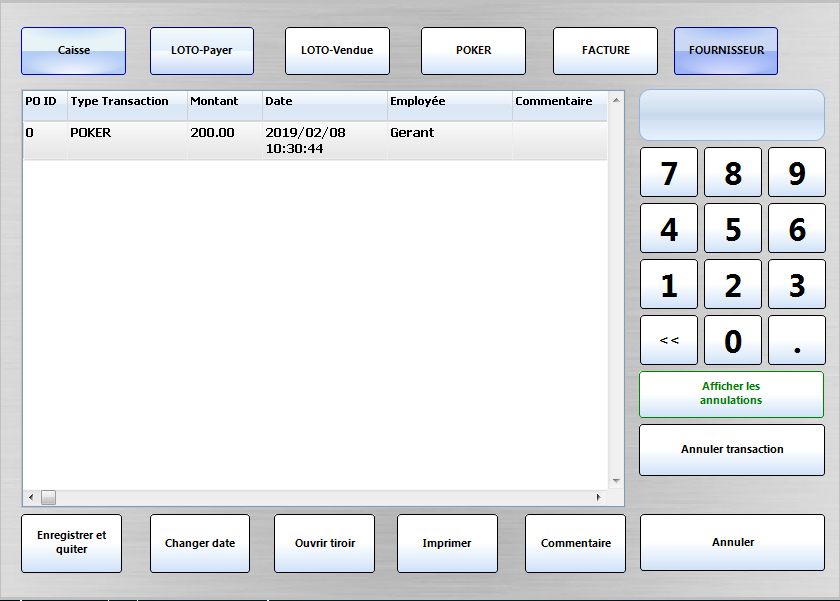 Caisse
LOTO-Payer
LOTO-Vendue
POKER
FACTURE
FOURNISSEUR
PO ID Type Transaction Montant Date Employée Commentaire
0 POKER 200.00 2019/02/08 Gerant
10:30:44
7 8 9
4 5 6
1 2 3
<< 0 .
Afficher les
annulations
Annuler transaction
Enregistrer et
quiter
Changer date
Ouvrir tiroir
Imprimer
Commentaire
Annuler